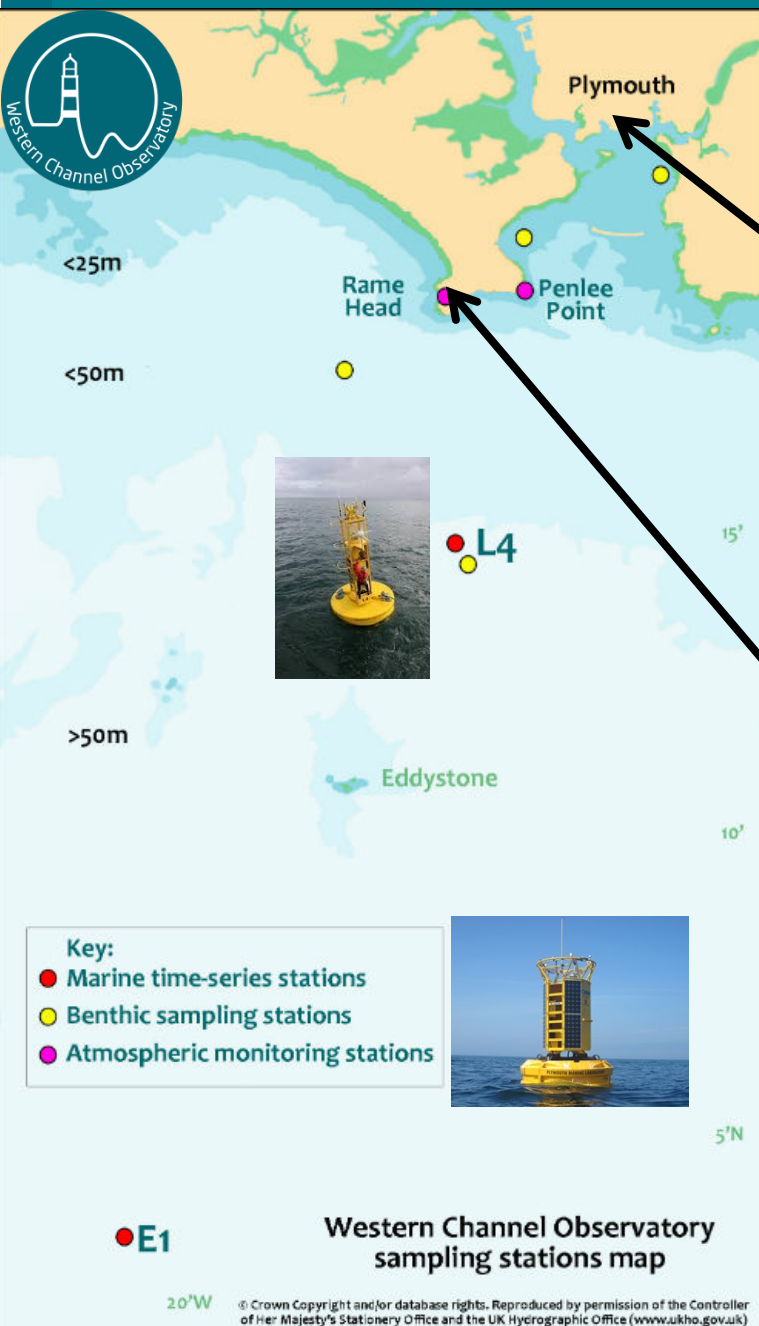 Western Channel Observatory
Plymouth
<25m
Rame
Head
Penlee
Point
<50m
L4
15'
>50m
Eddystone
10'
Key:
Marine time-series stations
Benthic sampling stations
Atmospheric monitoring stations
PLYMOUTH MARINE LABORATORY
5'N
E1
Western Channel Observatory
sampling stations map
20'W
© Crown Copyright and/or database rights. Reproduced by permission of the Controller
of Her Majesty's Stationery Office and the UK Hydrographic Office (www.ukho.gov.uk)